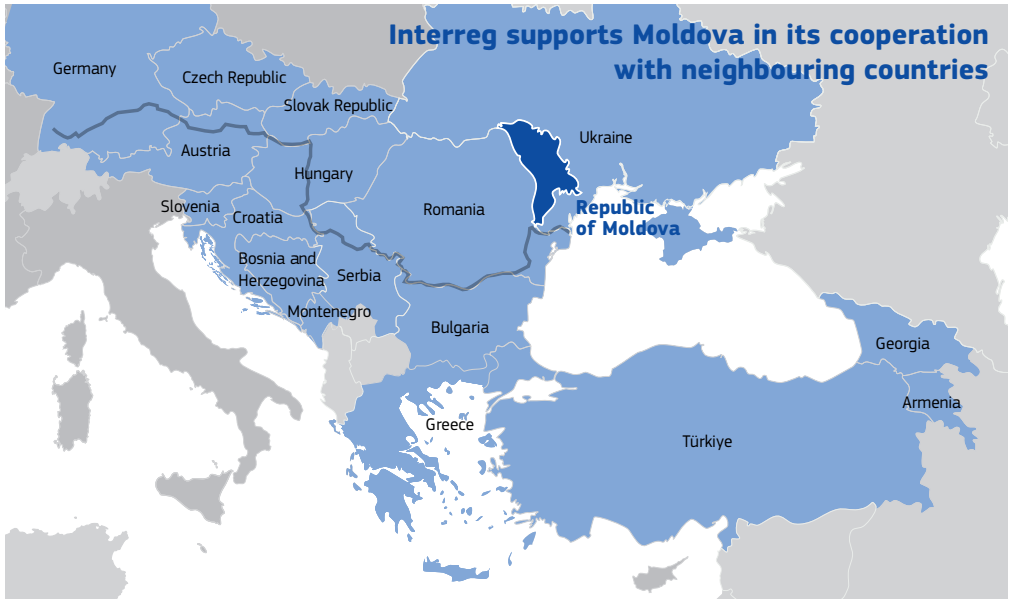 Interreg supports Moldova in its cooperation
with neighbouring countries
Germany
Czech Republic
Slovak Republic
Ukraine
Austria
Hungary
Slovenia
Croatia
Romania
Republic
of Moldova
Bosnia and
Herzegovina
Serbia
Montenegro
Bulgaria
Georgia
Armenia
Greece
Türkiye